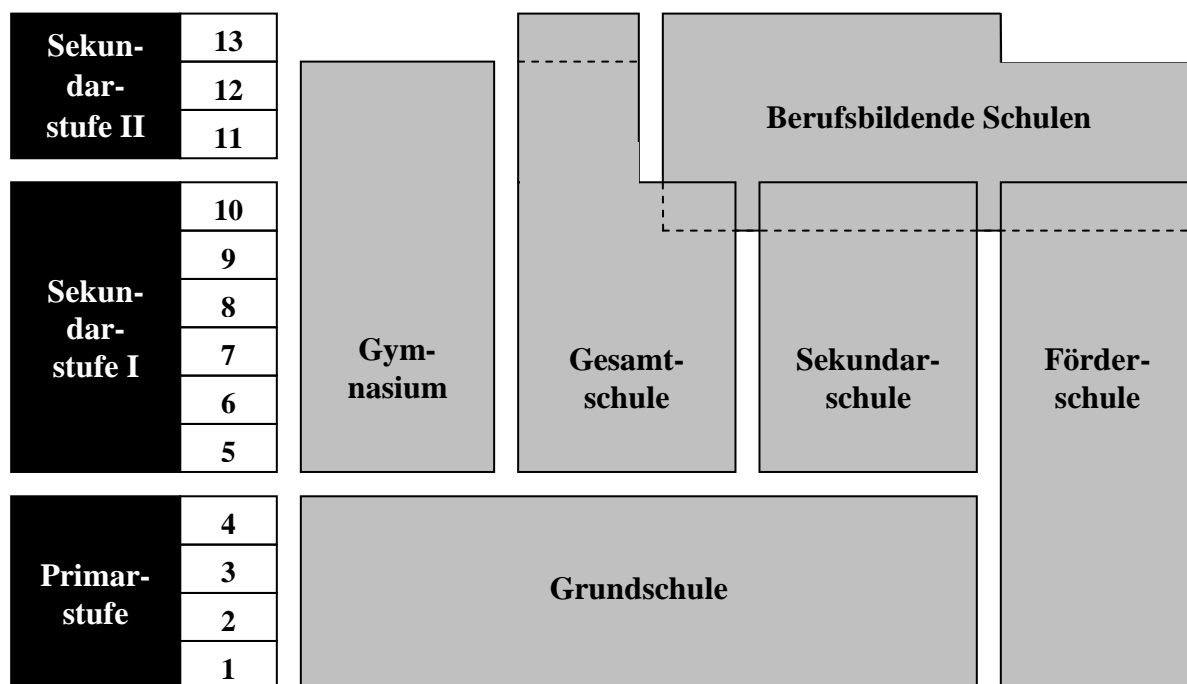 Sekun-
dar-
stufe II
13
12
11
Berufsbildende Schulen
Sekun-
dar-
stufe I
10
9
8
7
6
5
Gym-
nasium
Gesamt-
schule
Sekundar-
schule
Förder-
schule
Primar-
stufe
4
3
2
1
Grundschule